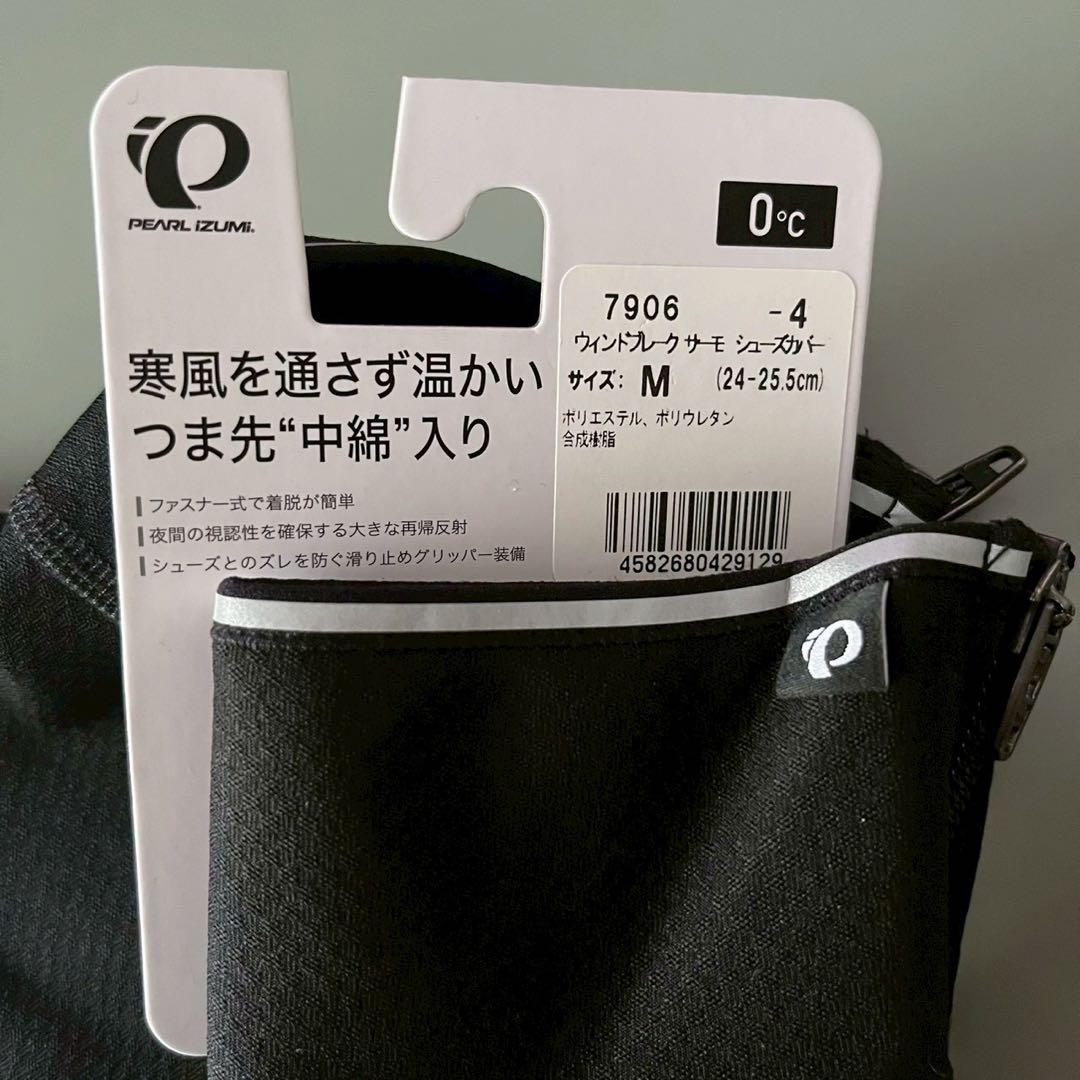 PEARL iZUMi®
0°C
7906 -4
ウィンドブレーク サーモ シューズカバー
サイズ: M (24-25.5cm)
ポリエステル、ポリウレタン
合成樹脂
4582680429129
寒風を通さず温かい
つま先“中綿”入り
ファスナー式で着脱が簡単
夜間の視認性を確保する大きな再帰反射
シューズとのズレを防ぐ滑り止めグリッパー装備